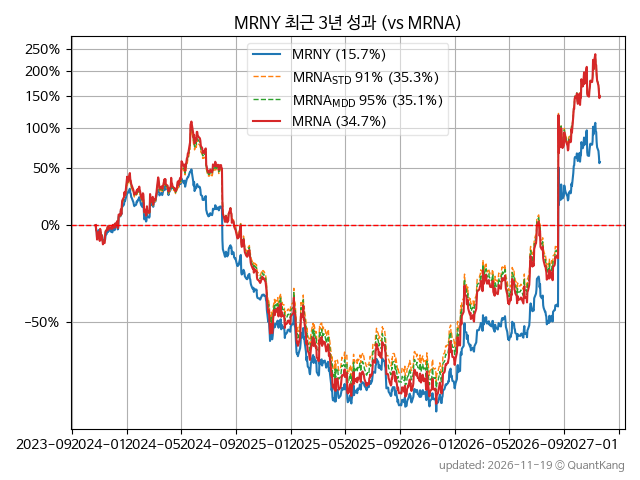 MRNY 최근 3년 성과 (vs MRNA)
250%
200%
150%
100%
50%
0%
−50%
MRNY (15.7%)
MRNA_STD 91% (35.3%)
MRNA_MDD 95% (35.1%)
MRNA (34.7%)
2023-09 2024-01 2024-05 2024-09 2025-01 2025-05 2025-09 2026-01 2026-05 2026-09 2027-01
updated: 2026-11-19 © QuantKang